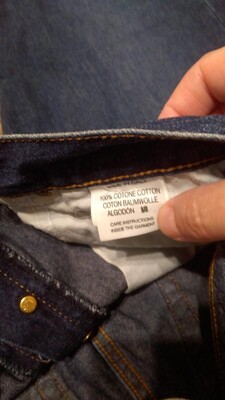 100% COTONE COTTON
COTON BAUMWOLLE
ALGODÓN
CARE INSTRUCTIONS
INSIDE THE GARMENT